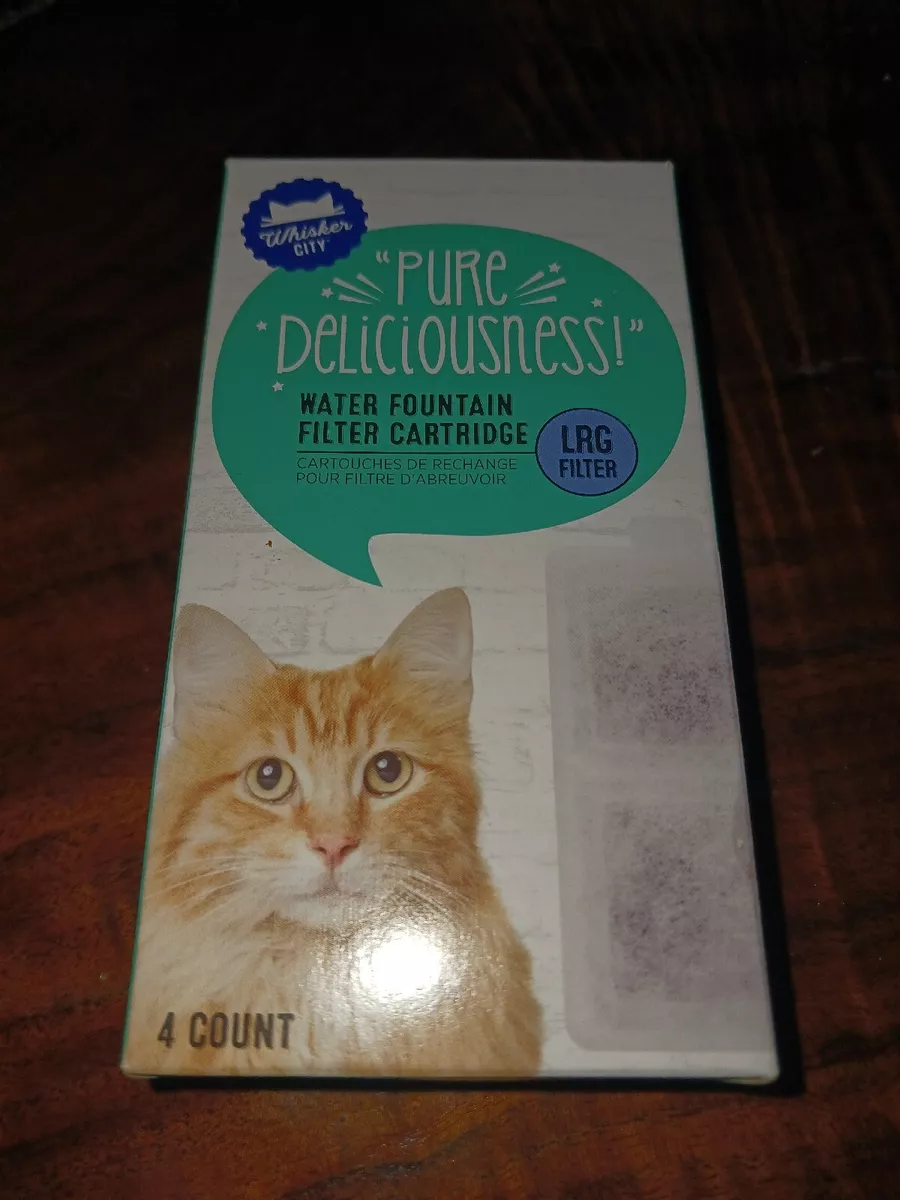 Whisker
CITY
"PURE
DELICIOUSNESS!"
WATER FOUNTAIN
FILTER CARTRIDGE
LRG
FILTER
CARTOUCHES DE RECHANGE
POUR FILTRE D'ABREUVOIR
4 COUNT